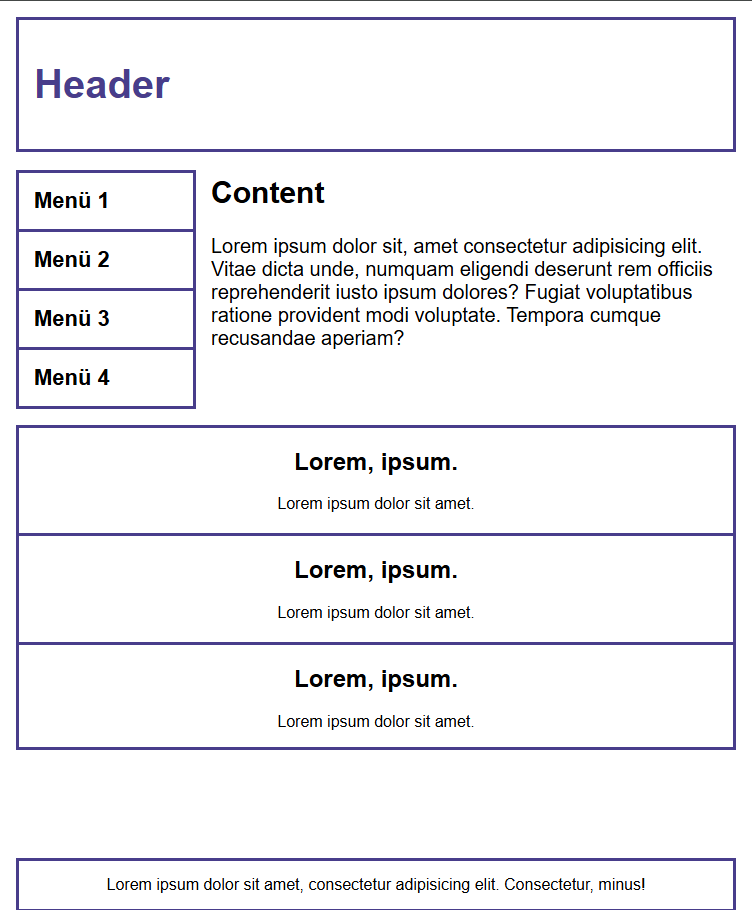 Header
Menü 1
Menü 2
Menü 3
Menü 4
Content
Lorem ipsum dolor sit, amet consectetur adipisicing elit.
Vitae dicta unde, numquam eligendi deserunt rem officiis
reprehenderit iusto ipsum dolores? Fugiat voluptatibus
ratione provident modi voluptate. Tempora cumque
recusandae aperiam?
Lorem, ipsum.
Lorem ipsum dolor sit amet.
Lorem, ipsum.
Lorem ipsum dolor sit amet.
Lorem, ipsum.
Lorem ipsum dolor sit amet.
Lorem ipsum dolor sit amet, consectetur adipisicing elit. Consectetur, minus!